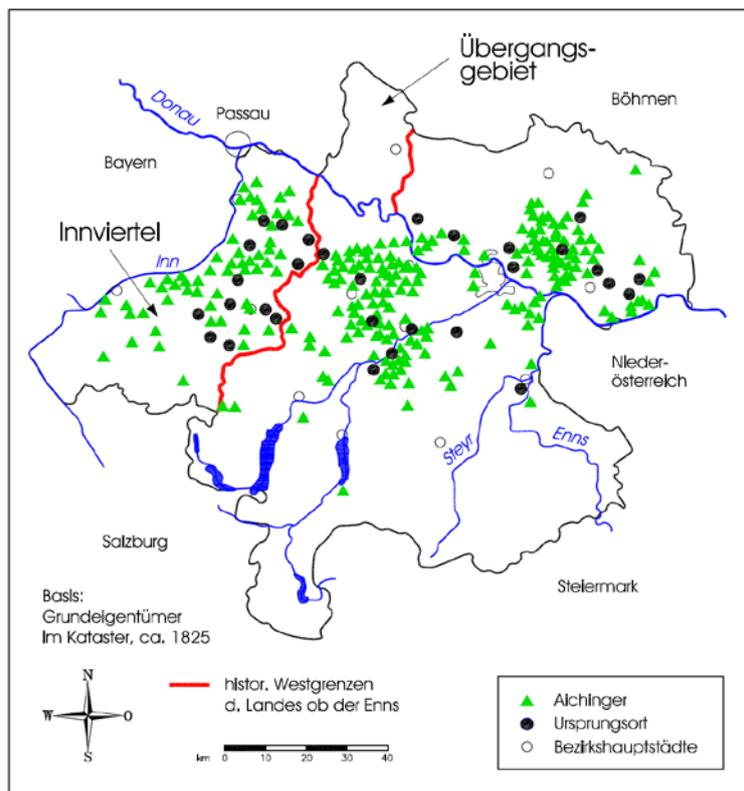 Übergangs-
gebiet
Böhmen
Donau
Passau
Bayern
Innviertel
Inn
Nieder-
österreich
Steyr
Enns
Salzburg
Steiermark
Basis:
Grundeigentümer
im Kataster, ca. 1825
N
W O
S
histor. Westgrenzen
d. Landes ob der Enns
km 0 10 20 30 40
Aichinger
Ursprungsort
Bezirkshauptstädte